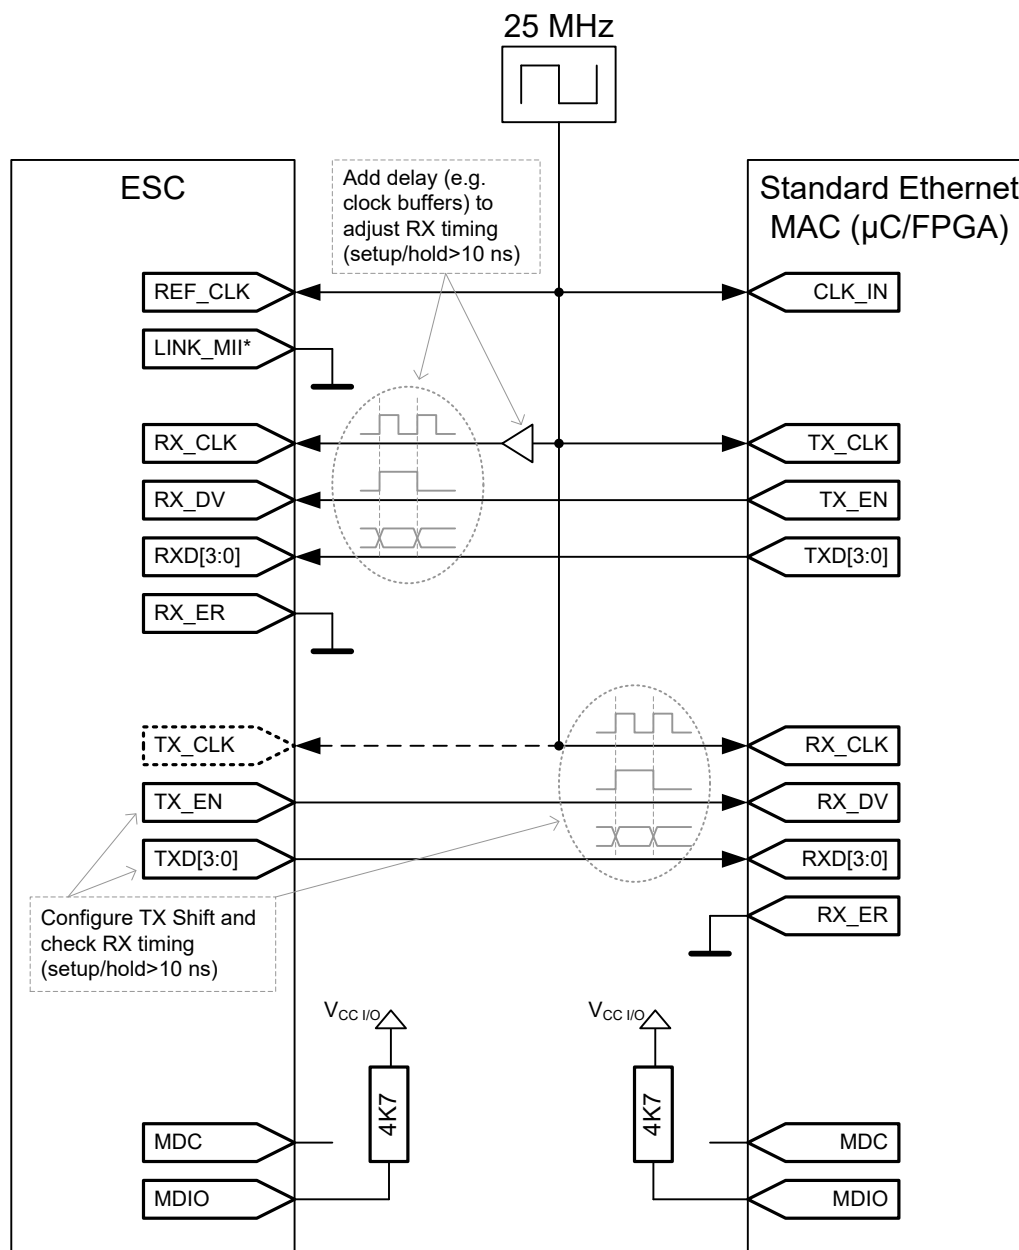 25 MHz
ESC
Add delay (e.g.
clock buffers) to
adjust RX timing
(setup/hold>10 ns)
Standard Ethernet
MAC (µC/FPGA)
REF_CLK
CLK_IN
LINK_MII*
RX_CLK
TX_CLK
RX_DV
TX_EN
RXD[3:0]
TXD[3:0]
RX_ER
TX_CLK
RX_CLK
TX_EN
RX_DV
TXD[3:0]
RXD[3:0]
Configure TX Shift and
check RX timing
(setup/hold>10 ns)
RX_ER
VCC I/O
VCC I/O
4K7
4K7
MDC
MDC
MDIO
MDIO